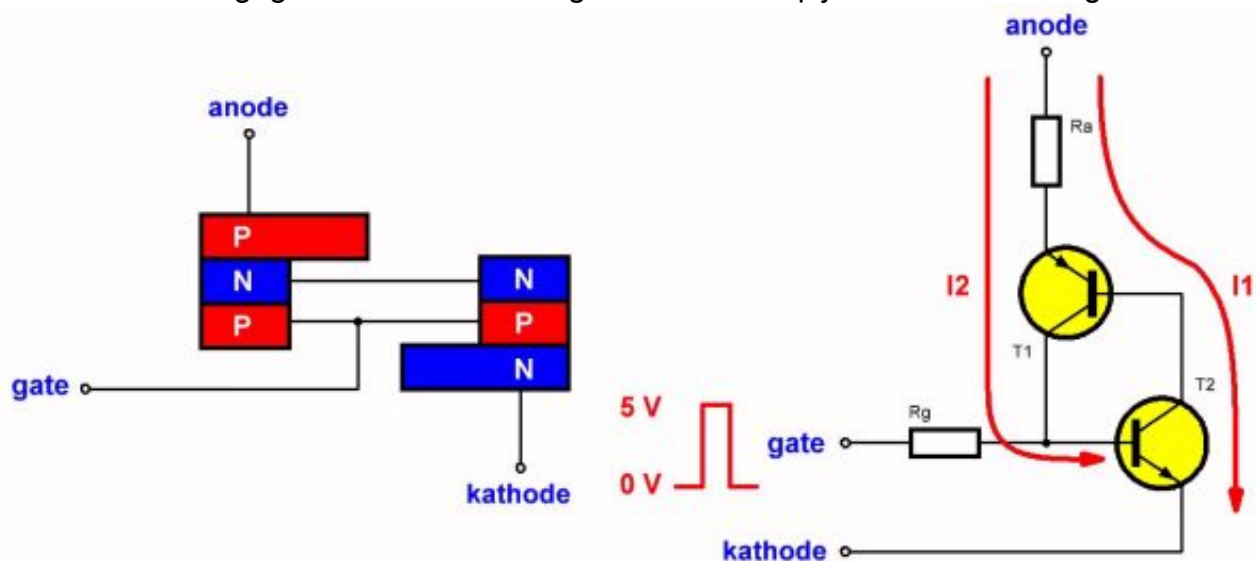 anode
P
N
P
N
P
N
gate
kathode
anode
Ra
I2
I1
T1
T2
5 V
0 V
Rg
gate
kathode